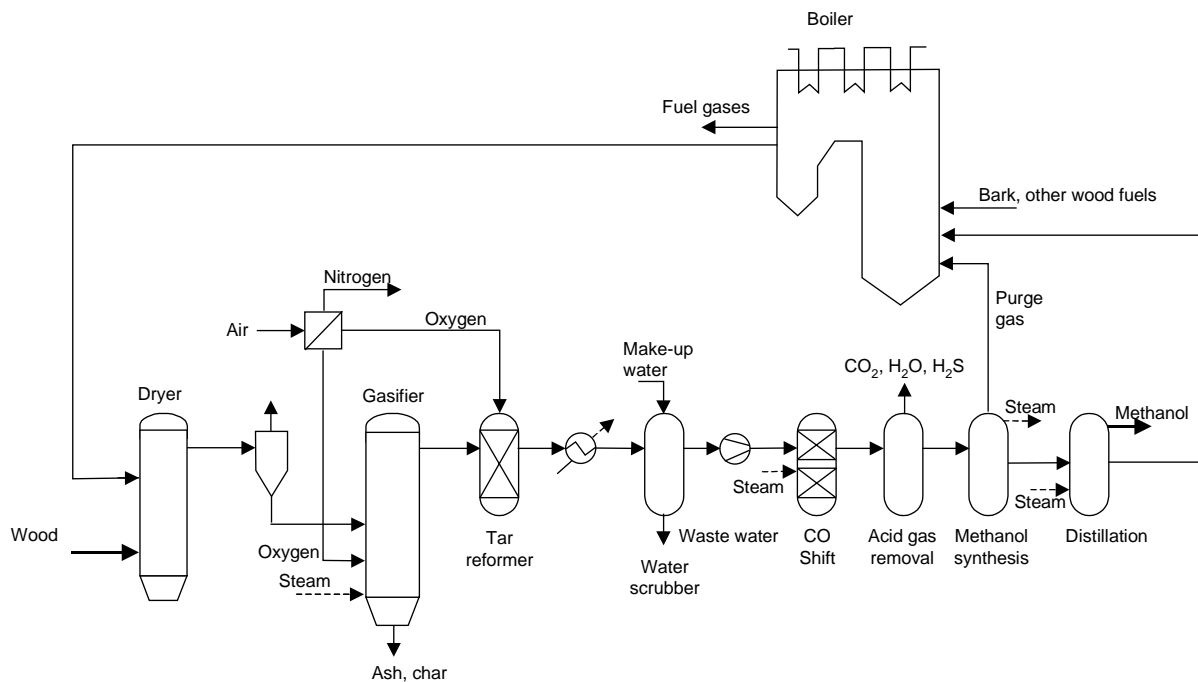 Boiler
Fuel gases
Bark, other wood fuels
Nitrogen
Purge
gas
Air
Oxygen
Make-up
water
CO₂, H₂O, H₂S
Dryer
Gasifier
Steam
Methanol
Steam
Steam
Wood
Oxygen
Tar
reformer
Waste water
CO
Shift
Acid gas
removal
Methanol
synthesis
Distillation
Water
scrubber
Steam
Ash, char